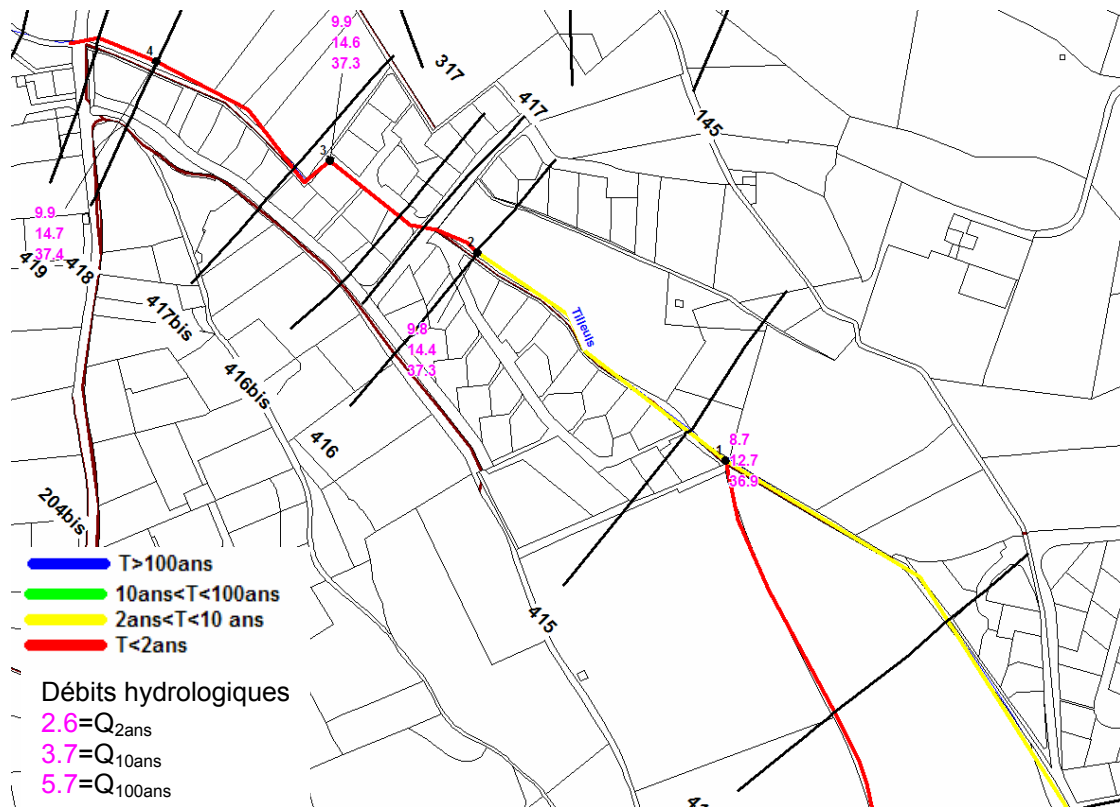 9.9
14.6
37.3
4
317
417
145
3
2
9.9
14.7
37.4
419
418
417bis
416bis
416
9.8
14.4
37.3
Tilleuls
1
8.7
12.7
36.9
204bis
415
T>100ans
10ans<T<100ans
2ans<T<10 ans
T<2ans
Débits hydrologiques
2.6=Q2ans
3.7=Q10ans
5.7=Q100ans